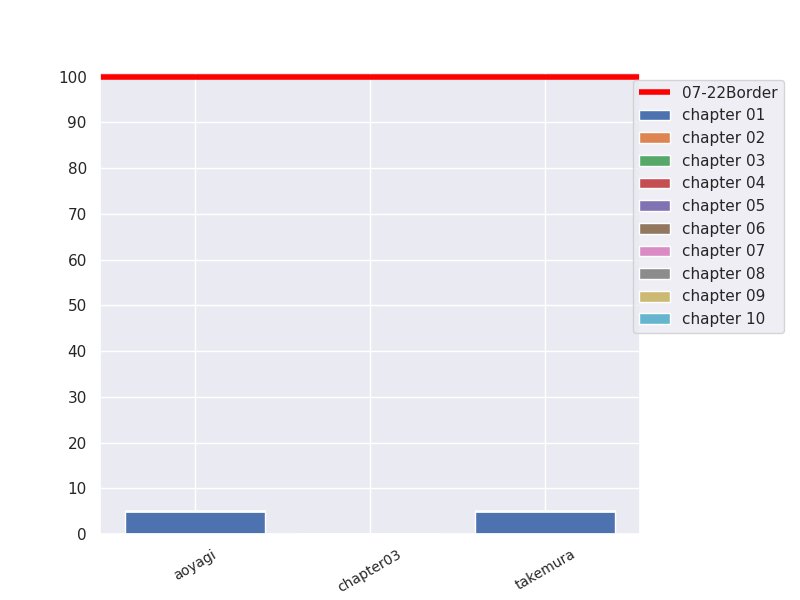 100
90
80
70
60
50
40
30
20
10
0
aoyagi
chapter03
takemura
07-22Border
chapter 01
chapter 02
chapter 03
chapter 04
chapter 05
chapter 06
chapter 07
chapter 08
chapter 09
chapter 10